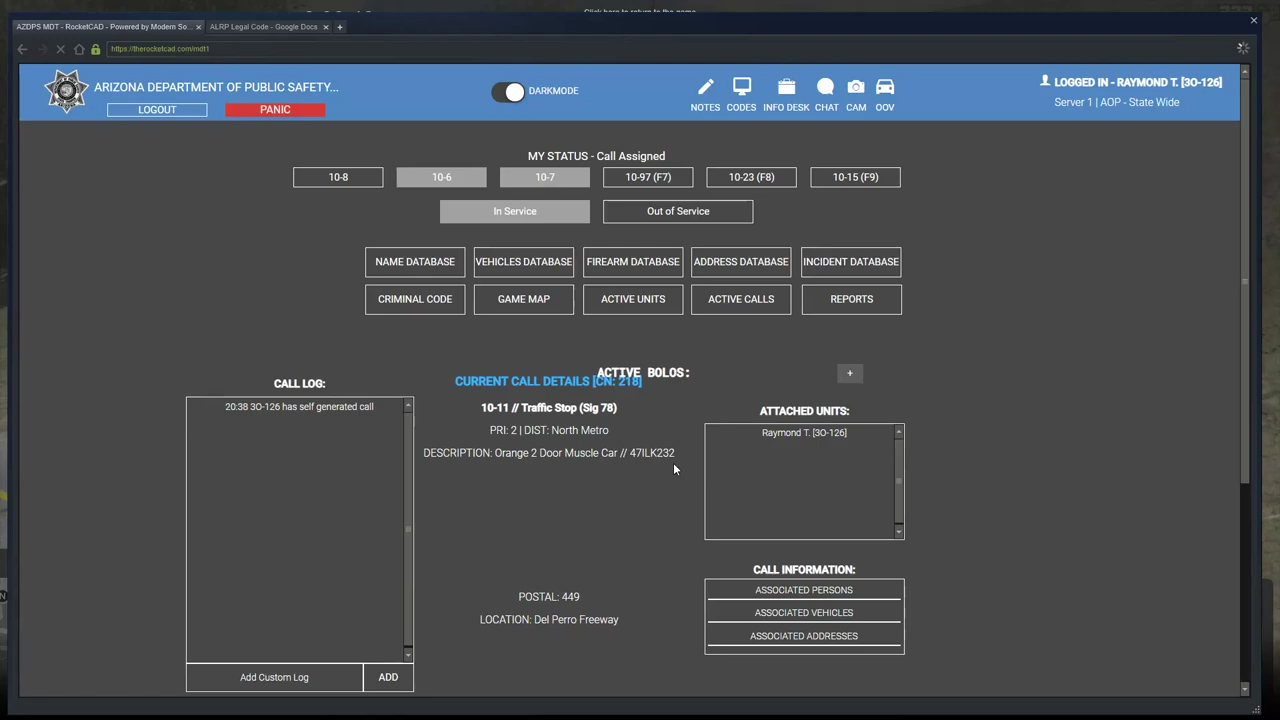 Click here to return to the game
AZDPS MDT - RocketCAD - Powered by Modern So...
ALRP Legal Code - Google Docs
https://therocketcad.com/mdt1
ARIZONA DEPARTMENT OF PUBLIC SAFETY...
LOGOUT
PANIC
DARKMODE
NOTES
CODES
INFO DESK
CHAT
CAM
OOV
LOGGED IN - RAYMOND T. [3O-126]
Server 1 | AOP - State Wide
MY STATUS - Call Assigned
10-8
10-6
10-7
10-97 (F7)
10-23 (F8)
10-15 (F9)
In Service
Out of Service
NAME DATABASE
VEHICLES DATABASE
FIREARM DATABASE
ADDRESS DATABASE
INCIDENT DATABASE
CRIMINAL CODE
GAME MAP
ACTIVE UNITS
ACTIVE CALLS
REPORTS
ACTIVE BOLOS:
+
CALL LOG:
20:38 3O-126 has self generated call
Add Custom Log
ADD
CURRENT CALL DETAILS [CN: 218]
10-11 // Traffic Stop (Sig 78)
PRI: 2 | DIST: North Metro
DESCRIPTION: Orange 2 Door Muscle Car // 47ILK232
POSTAL: 449
LOCATION: Del Perro Freeway
ATTACHED UNITS:
Raymond T. [3O-126]
CALL INFORMATION:
ASSOCIATED PERSONS
ASSOCIATED VEHICLES
ASSOCIATED ADDRESSES